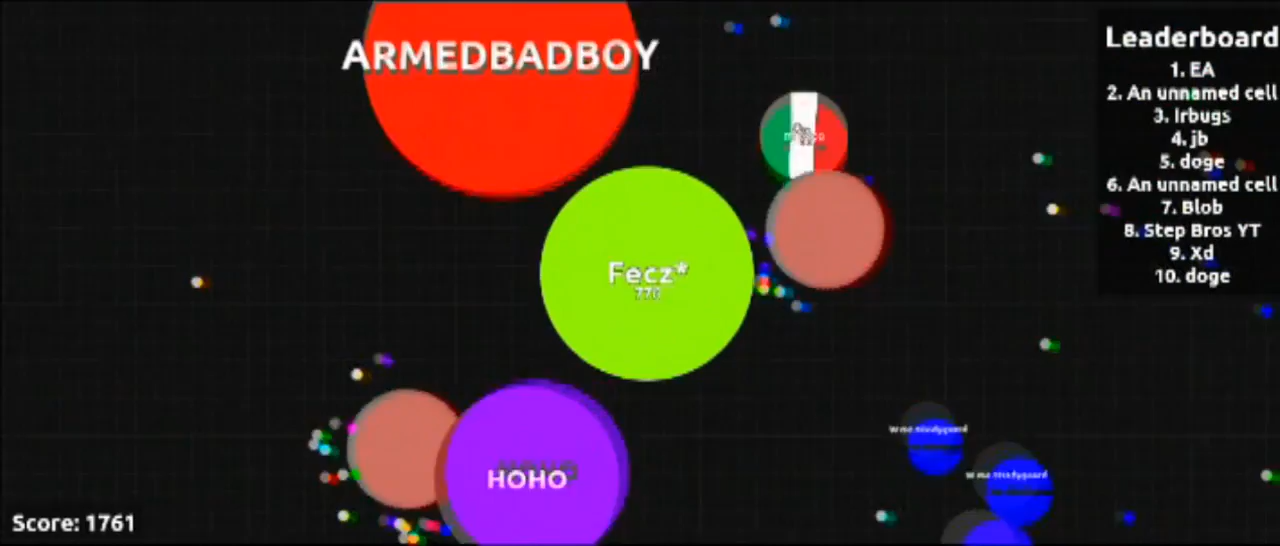 ARMEDBADBOY
Leaderboard
1. EA
2. An unnamed cell
3. Irbugs
4. jb
5. doge
6. An unnamed cell
7. Blob
8. Step Bros YT
9. Xd
10. doge
Fecz*
HOHO
Score: 1761